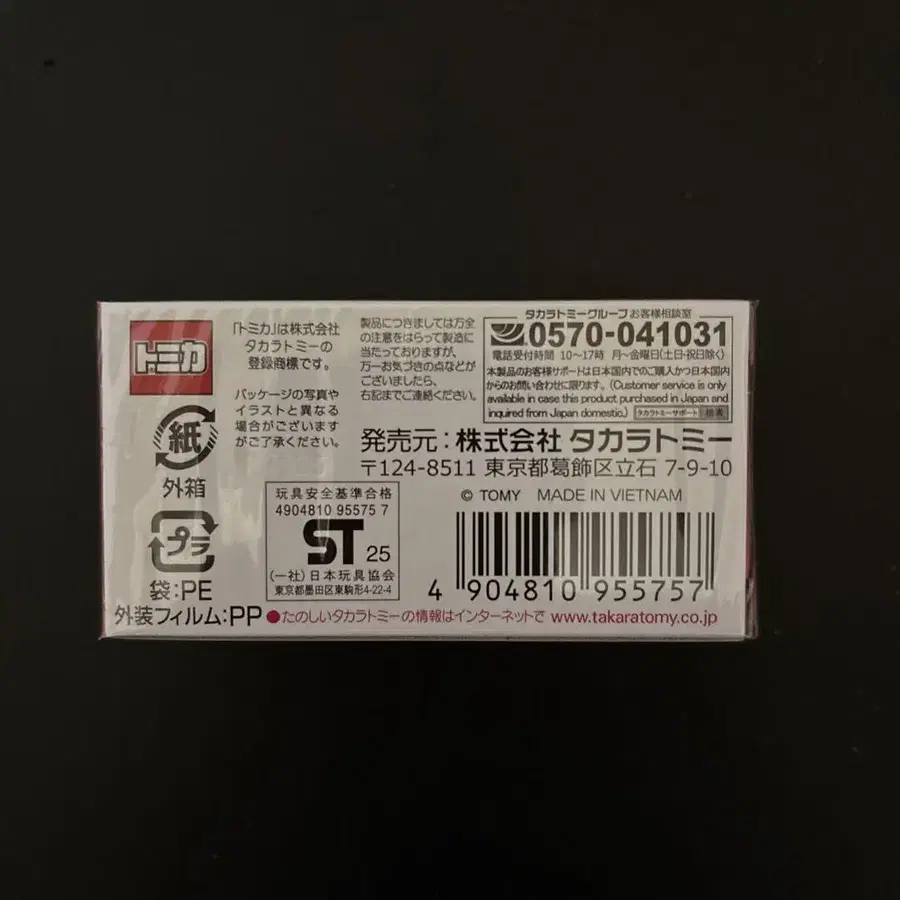 トミカ
「トミカ」は株式会社
タカラトミーの
登録商標です。
パッケージの写真や
イラストと異なる
場合がございます
がご了承ください。
製品につきましては万全
の注意をはらって製造に
当たっておりますが、
万一お気づきの点などが
ございましたら、
右記までご連絡ください。
タカラトミーグループ お客様相談室
0570-041031
電話受付時間 10～17時 月～金曜日(土日・祝日除く)
本製品のお客様サポートは日本国内でのご購入かつ日本国内
からのお問い合わせに限ります。(Customer service is only
available in case this product purchased in Japan and
inquired from Japan domestic.) タカラトミーサポート 検索
発売元：株式会社 タカラトミー
〒124-8511 東京都葛飾区立石 7-9-10
© TOMY MADE IN VIETNAM
紙
外箱
プラ
袋：PE
外装フィルム：PP
玩具安全基準合格
4904810 95575 7
ST 25
(一社)日本玩具協会
東京都墨田区東駒形4-22-4
4 904810 955757
●たのしいタカラトミーの情報はインターネットで www.takaratomy.co.jp